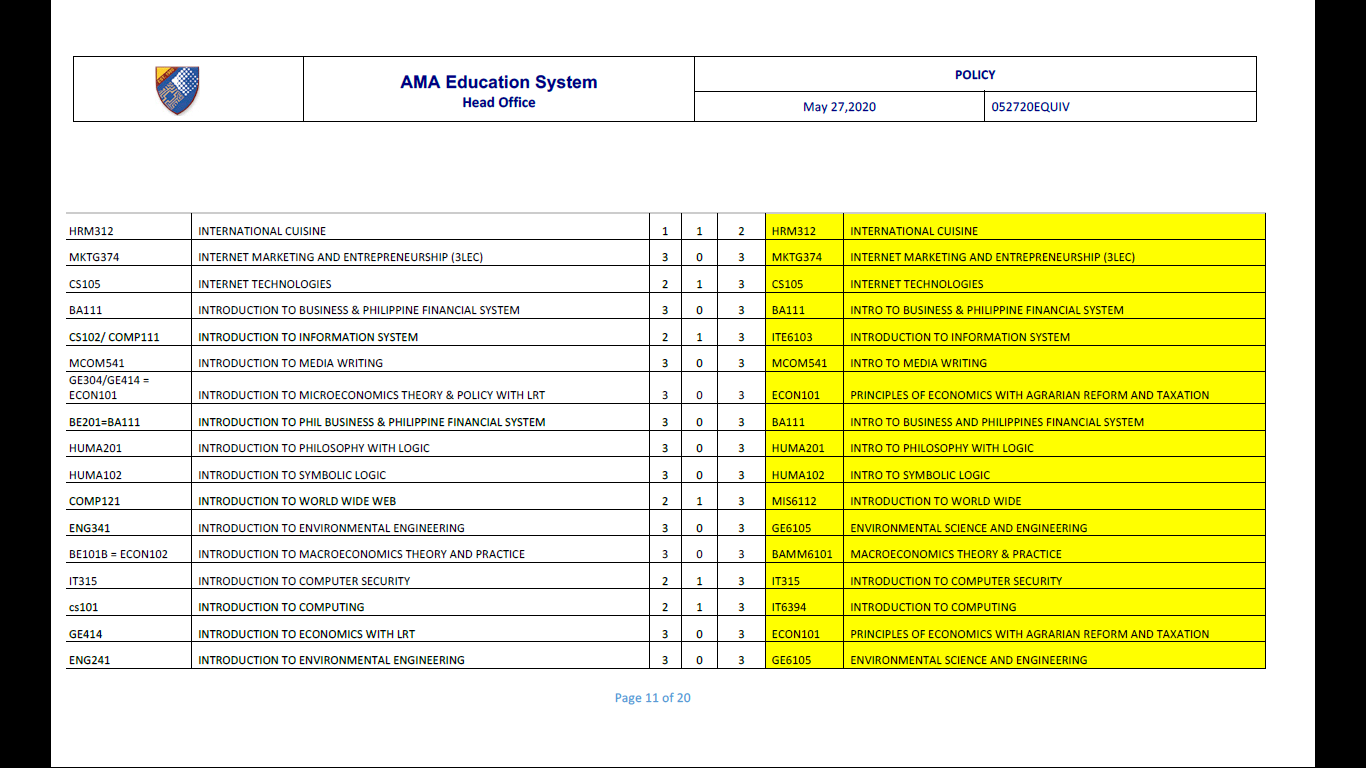 AMA Education System
Head Office
POLICY
May 27,2020
052720EQUIV
HRM312 INTERNATIONAL CUISINE 1 1 2 HRM312 INTERNATIONAL CUISINE
MKTG374 INTERNET MARKETING AND ENTREPRENEURSHIP (3LEC) 3 0 3 MKTG374 INTERNET MARKETING AND ENTREPRENEURSHIP (3LEC)
CS105 INTERNET TECHNOLOGIES 2 1 3 CS105 INTERNET TECHNOLOGIES
BA111 INTRODUCTION TO BUSINESS & PHILIPPINE FINANCIAL SYSTEM 3 0 3 BA111 INTRO TO BUSINESS & PHILIPPINE FINANCIAL SYSTEM
CS102/ COMP111 INTRODUCTION TO INFORMATION SYSTEM 2 1 3 ITE6103 INTRODUCTION TO INFORMATION SYSTEM
MCOM541 INTRODUCTION TO MEDIA WRITING 3 0 3 MCOM541 INTRO TO MEDIA WRITING
GE304/GE414 =
ECON101 INTRODUCTION TO MICROECONOMICS THEORY & POLICY WITH LRT 3 0 3 ECON101 PRINCIPLES OF ECONOMICS WITH AGRARIAN REFORM AND TAXATION
BE201=BA111 INTRODUCTION TO PHIL BUSINESS & PHILIPPINE FINANCIAL SYSTEM 3 0 3 BA111 INTRO TO BUSINESS AND PHILIPPINES FINANCIAL SYSTEM
HUMA201 INTRODUCTION TO PHILOSOPHY WITH LOGIC 3 0 3 HUMA201 INTRO TO PHILOSOPHY WITH LOGIC
HUMA102 INTRODUCTION TO SYMBOLIC LOGIC 3 0 3 HUMA102 INTRO TO SYMBOLIC LOGIC
COMP121 INTRODUCTION TO WORLD WIDE WEB 2 1 3 MIS6112 INTRODUCTION TO WORLD WIDE
ENG341 INTRODUCTION TO ENVIRONMENTAL ENGINEERING 3 0 3 GE6105 ENVIRONMENTAL SCIENCE AND ENGINEERING
BE101B = ECON102 INTRODUCTION TO MACROECONOMICS THEORY AND PRACTICE 3 0 3 BAMM6101 MACROECONOMICS THEORY & PRACTICE
IT315 INTRODUCTION TO COMPUTER SECURITY 2 1 3 IT315 INTRODUCTION TO COMPUTER SECURITY
cs101 INTRODUCTION TO COMPUTING 2 1 3 IT6394 INTRODUCTION TO COMPUTING
GE414 INTRODUCTION TO ECONOMICS WITH LRT 3 0 3 ECON101 PRINCIPLES OF ECONOMICS WITH AGRARIAN REFORM AND TAXATION
ENG241 INTRODUCTION TO ENVIRONMENTAL ENGINEERING 3 0 3 GE6105 ENVIRONMENTAL SCIENCE AND ENGINEERING
Page 11 of 20